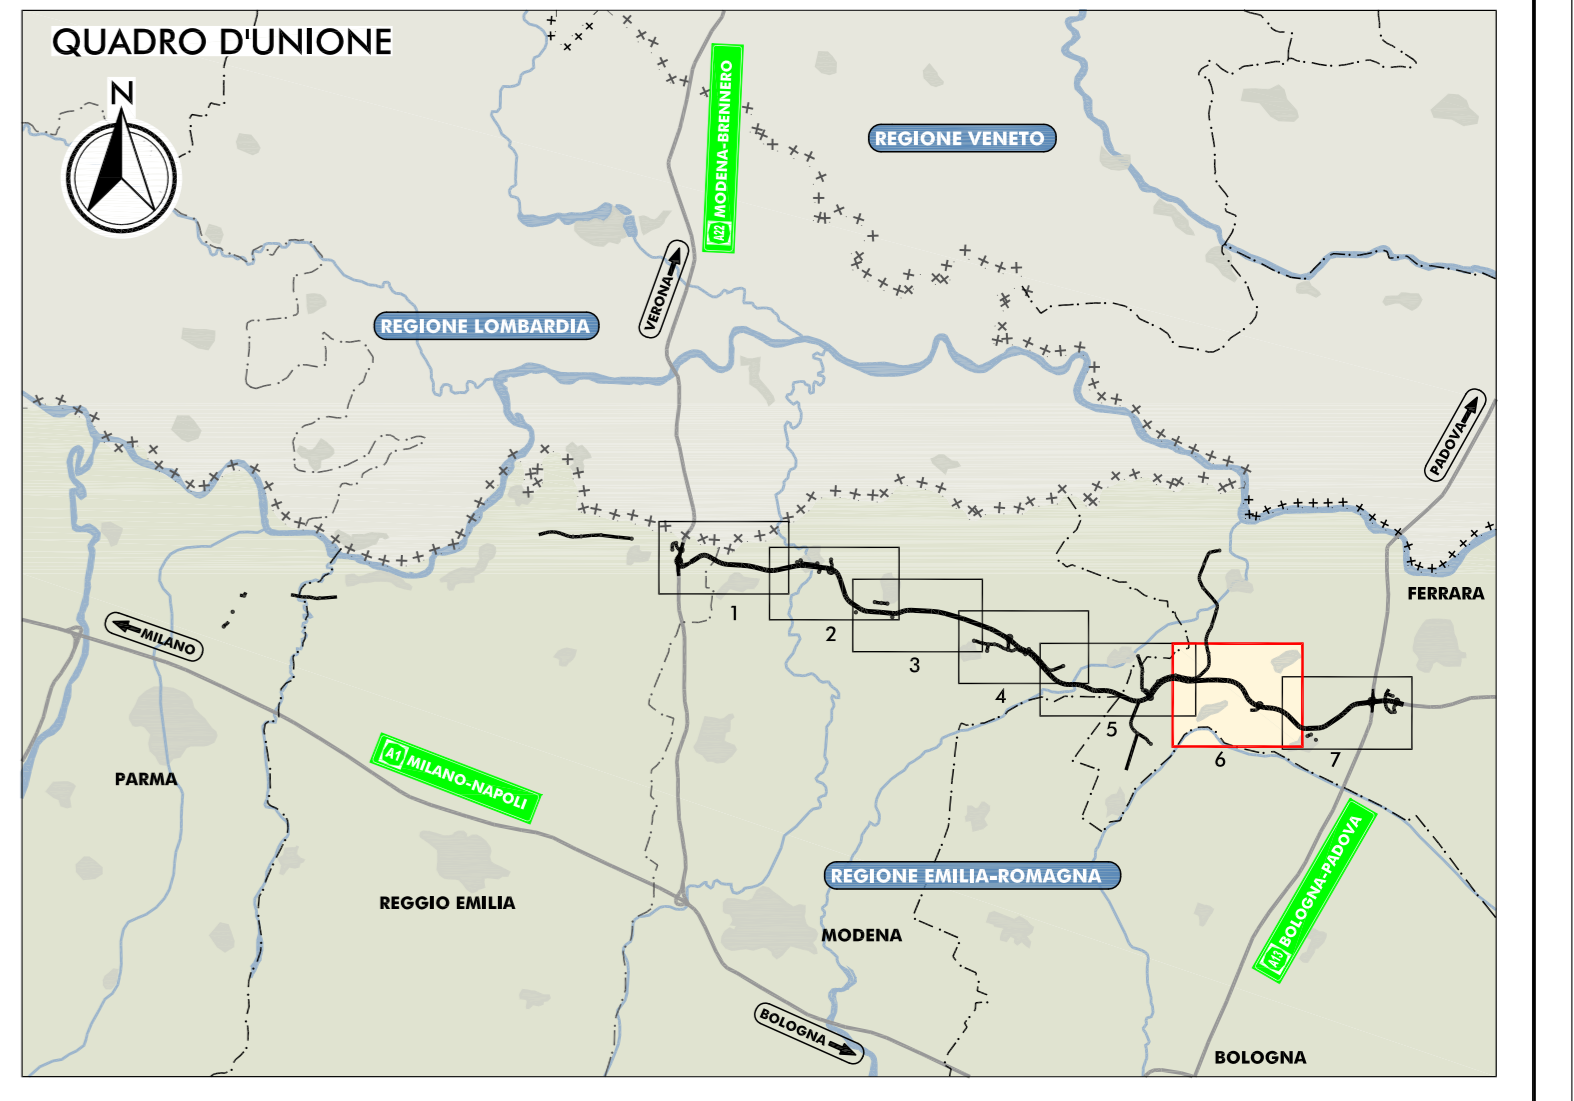 QUADRO D'UNIONE
N
A22 MODENA-BRENNERO
REGIONE VENETO
VERONA
REGIONE LOMBARDIA
PADOVA
FERRARA
MILANO
1
2
3
4
5
6
7
PARMA
A1 MILANO-NAPOLI
A13 BOLOGNA-PADOVA
REGIONE EMILIA-ROMAGNA
REGGIO EMILIA
MODENA
BOLOGNA
BOLOGNA